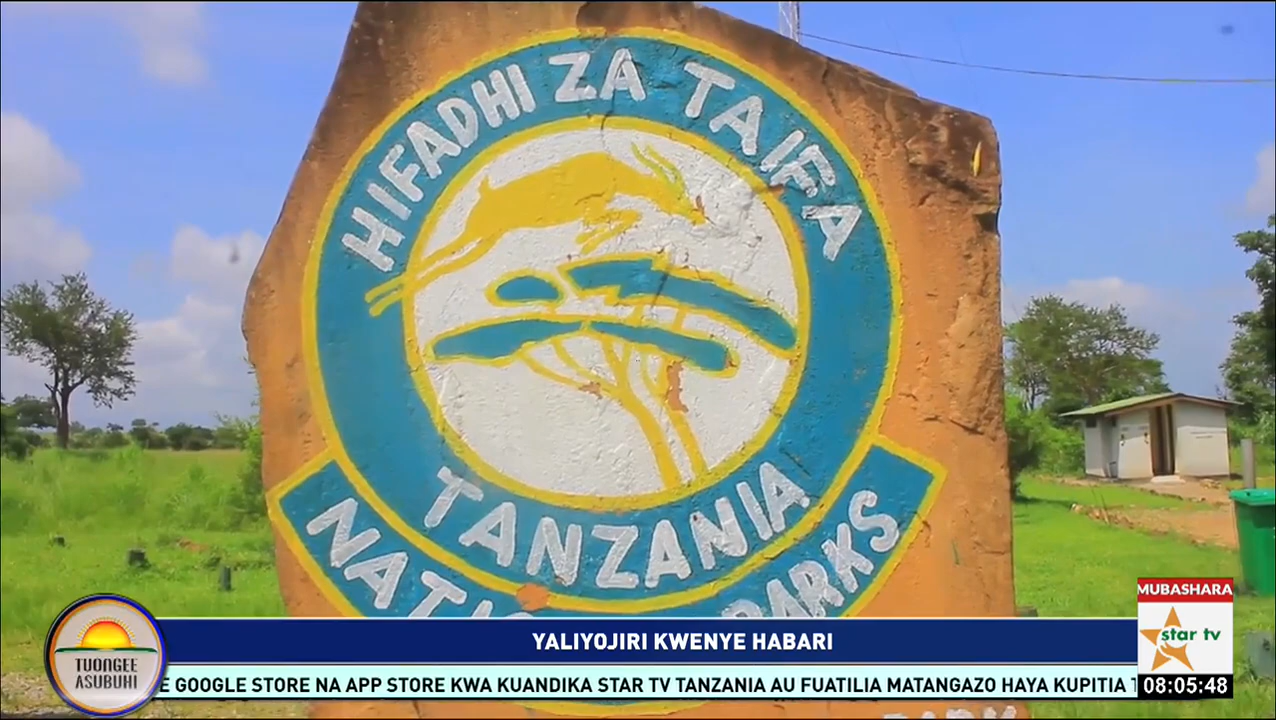 HIFADHI ZA TAIFA
TANZANIA
PARKS
MUBASHARA
star tv
08:05:48
YALIYOJIRI KWENYE HABARI
TUONGEE
ASUBUHI
E GOOGLE STORE NA APP STORE KWA KUANDIKA STAR TV TANZANIA AU FUATILIA MATANGAZO HAYA KUPITIA